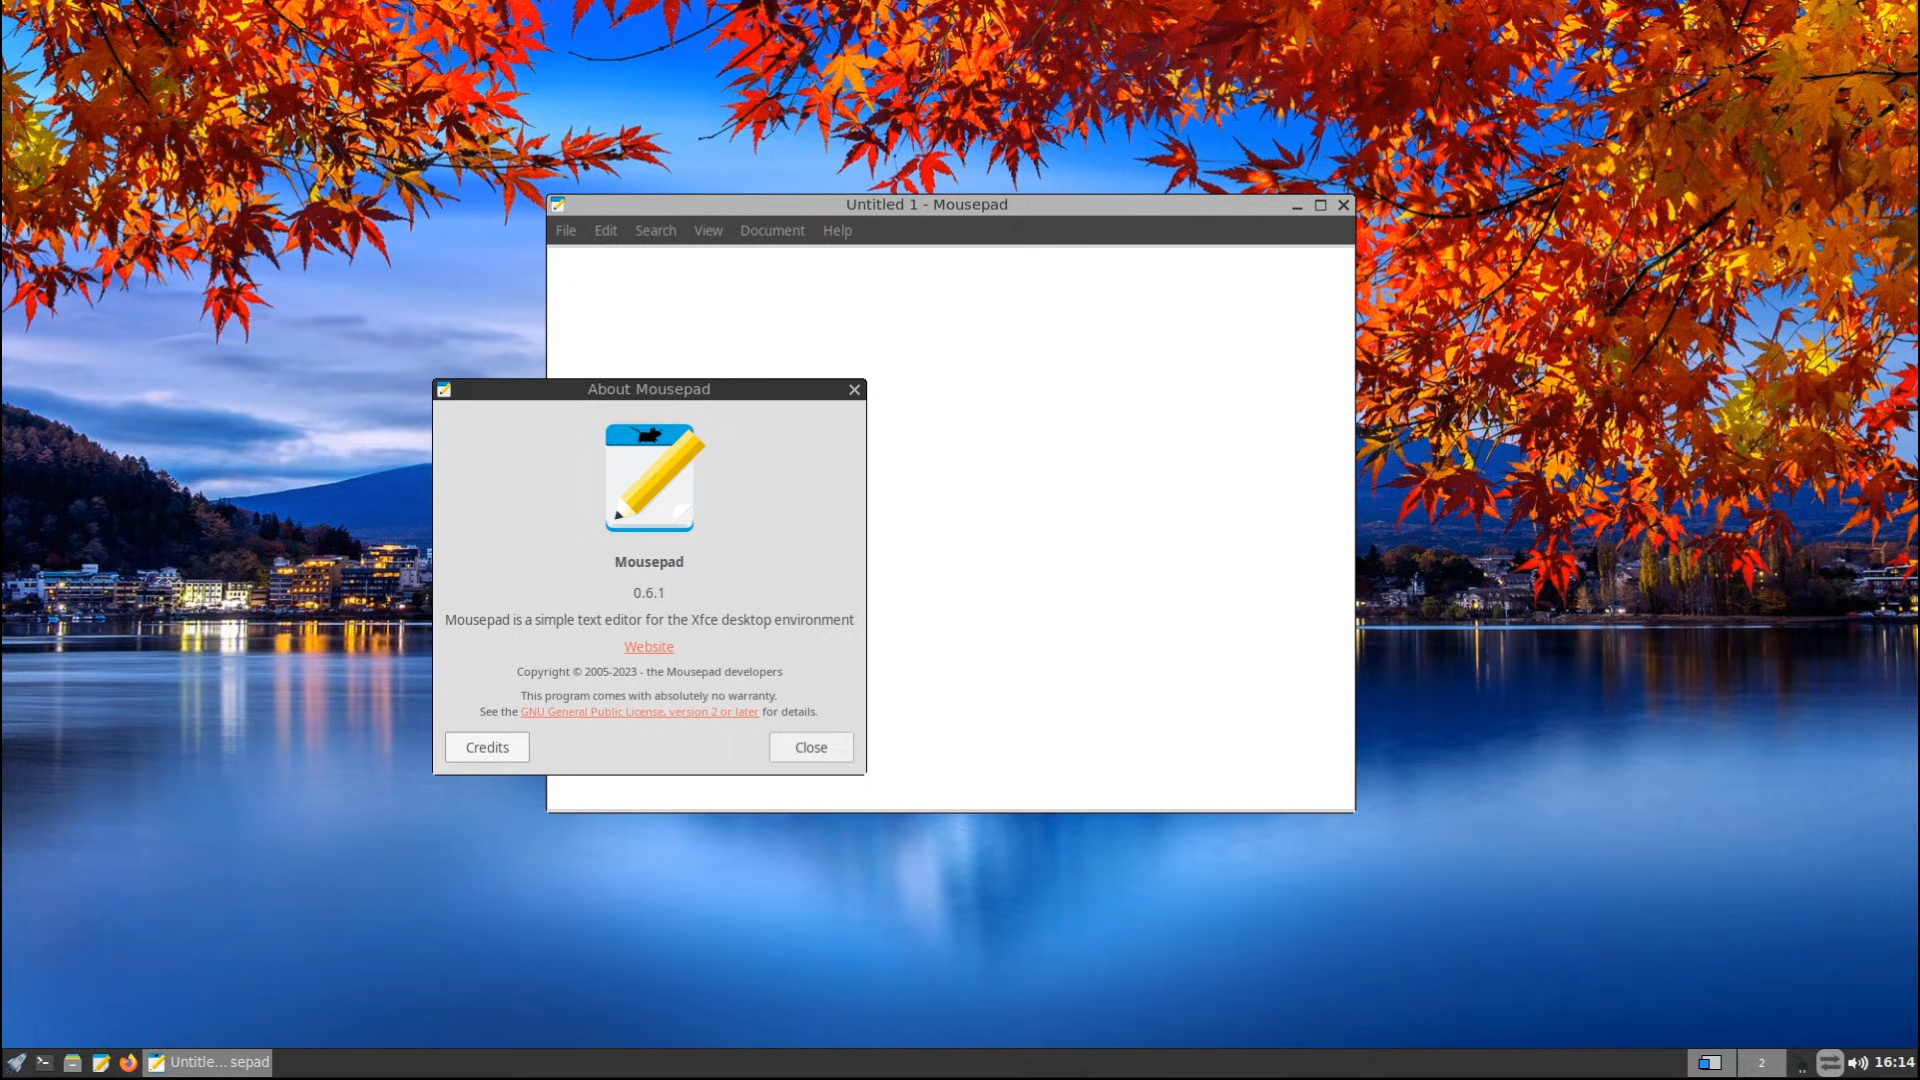 Untitled 1 - Mousepad
File Edit Search View Document Help
About Mousepad
Mousepad
0.6.1
Mousepad is a simple text editor for the Xfce desktop environment
Website
Copyright © 2005-2023 - the Mousepad developers
This program comes with absolutely no warranty.
See the GNU General Public License, version 2 or later for details.
Credits Close
Untitle... sepad 2 16:14